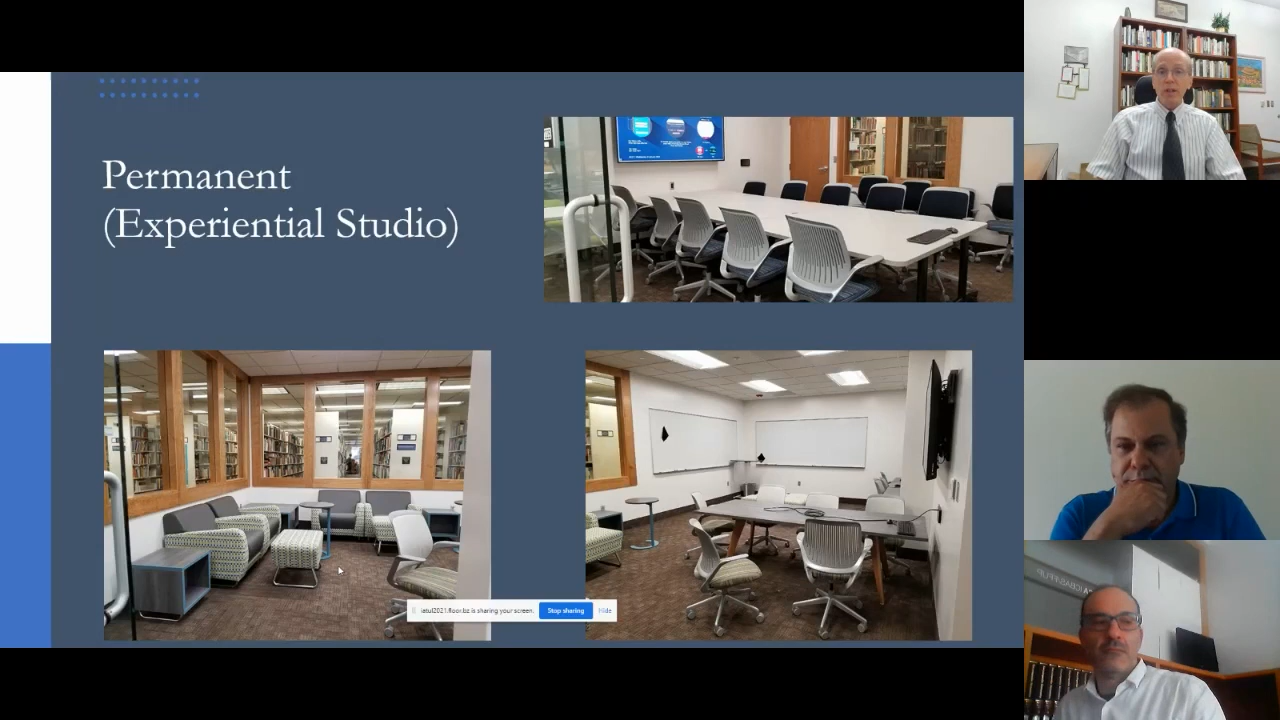 Permanent
(Experiential Studio)
iatul2021.floor.bz is sharing your screen.
Stop sharing
Hide